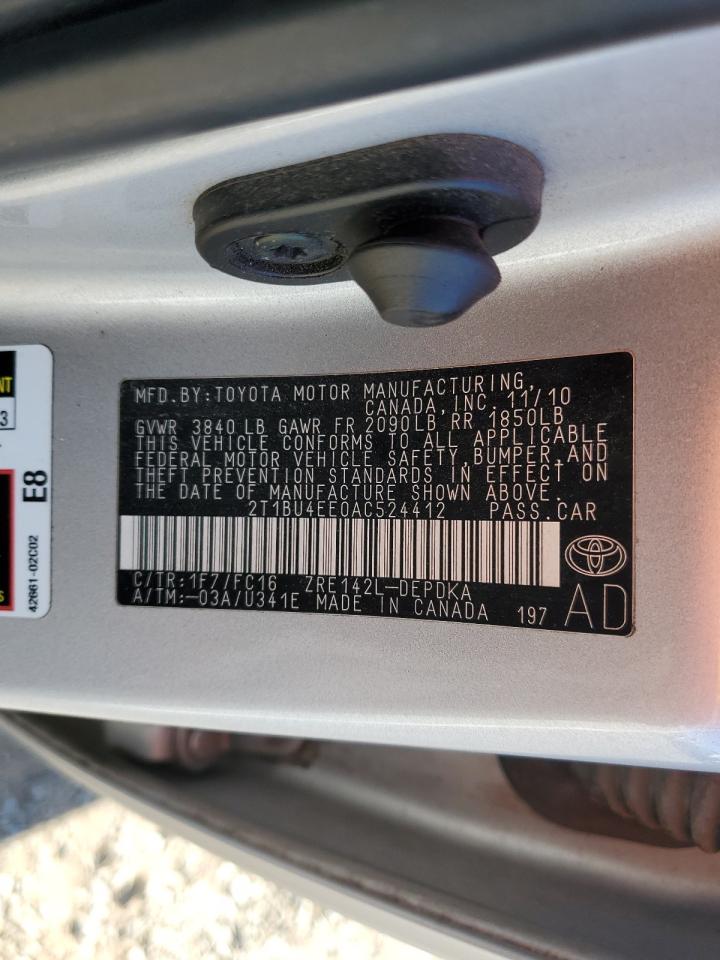 MFD.BY:TOYOTA MOTOR MANUFACTURING,
CANADA,INC. 11/10
GVWR 3840 LB GAWR FR 2090LB RR 1850LB
THIS VEHICLE CONFORMS TO ALL APPLICABLE
FEDERAL MOTOR VEHICLE SAFETY,BUMPER,AND
THEFT PREVENTION STANDARDS IN EFFECT ON
THE DATE OF MANUFACTURE SHOWN ABOVE.
2T1BU4EE0AC524412 PASS.CAR
C/TR:1F7/FC16 ZRE142L-DEPDKA
A/TM:-03A/U341E MADE IN CANADA 197
AD
E8
42661-02C02
NT
3
S